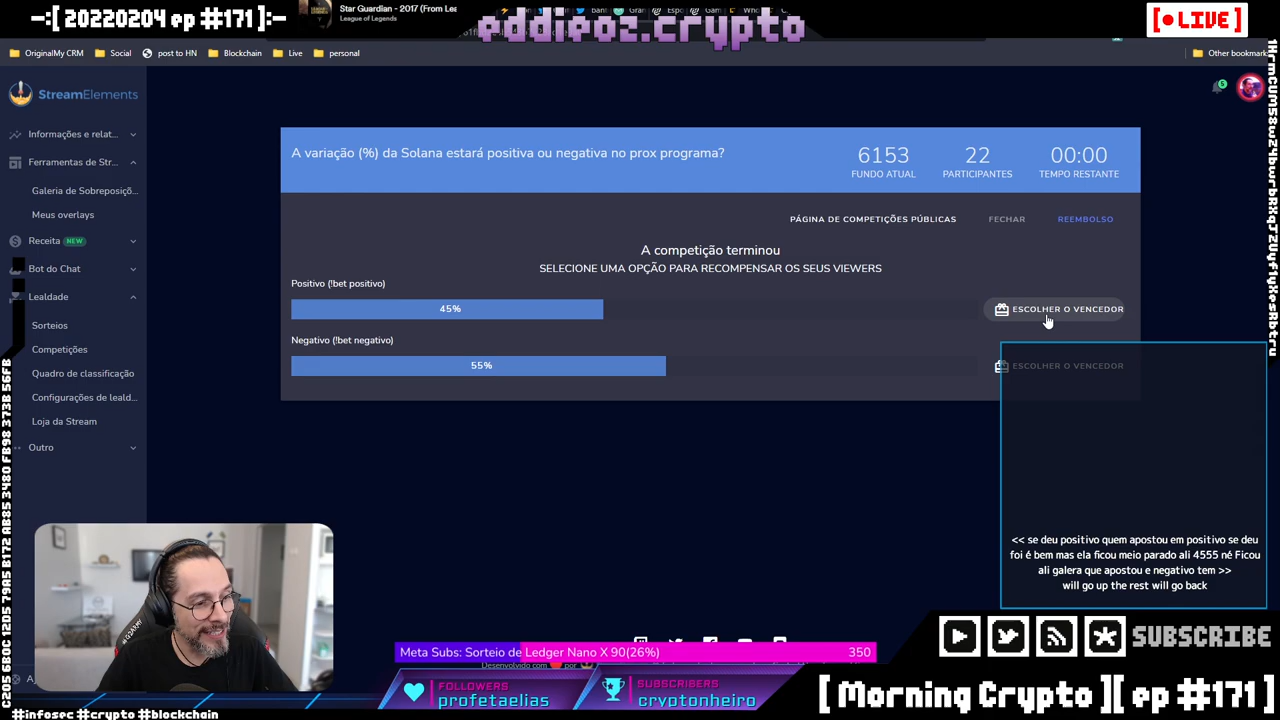 —:[ 20220204 ep #171 ]:—
Star Guardian - 2017 (From Lea
League of Legends
eddieoz.crypto
[● LIVE]
OriginalMy CRM
Social
post to HN
Blockchain
Live
personal
Other bookmark
StreamElements
5
Informações e relat...
Ferramentas de Str...
Galeria de Sobreposiçõ...
Meus overlays
Receita NEW
Bot do Chat
Lealdade
Sorteios
Competições
Quadro de classificação
Configurações de leald...
Loja da Stream
Outro
A variação (%) da Solana estará positiva ou negativa no prox programa?
6153
FUNDO ATUAL
22
PARTICIPANTES
00:00
TEMPO RESTANTE
PÁGINA DE COMPETIÇÕES PÚBLICAS
FECHAR
REEMBOLSO
A competição terminou
SELECIONE UMA OPÇÃO PARA RECOMPENSAR OS SEUS VIEWERS
Positivo (!bet positivo)
45%
ESCOLHER O VENCEDOR
Negativo (!bet negativo)
55%
ESCOLHER O VENCEDOR
<< se deu positivo quem apostou em positivo se deu
foi é bem mas ela ficou meio parado ali 4555 né Ficou
ali galera que apostou e negativo tem >>
will go up the rest will go back
Meta Subs: Sorteio de Ledger Nano X 90(26%)
350
Desenvolvido com
por
FOLLOWERS
profetaelias
SUBSCRIBERS
cryptonheiro
SUBSCRIBE
[ Morning Crypto ][ ep #171 ]
#infosec #crypto #blockchain